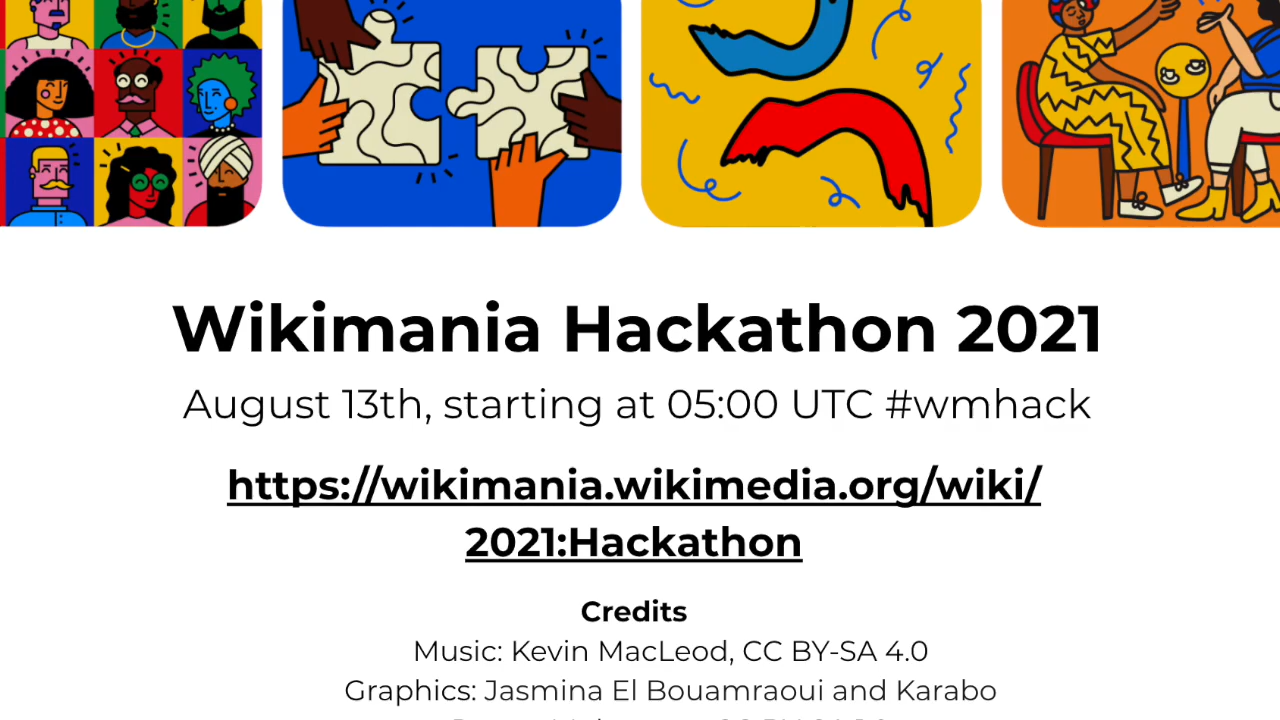 Wikimania Hackathon 2021
August 13th, starting at 05:00 UTC #wmhack
https://wikimania.wikimedia.org/wiki/
2021:Hackathon
Credits
Music: Kevin MacLeod, CC BY-SA 4.0
Graphics: Jasmina El Bouamraoui and Karabo